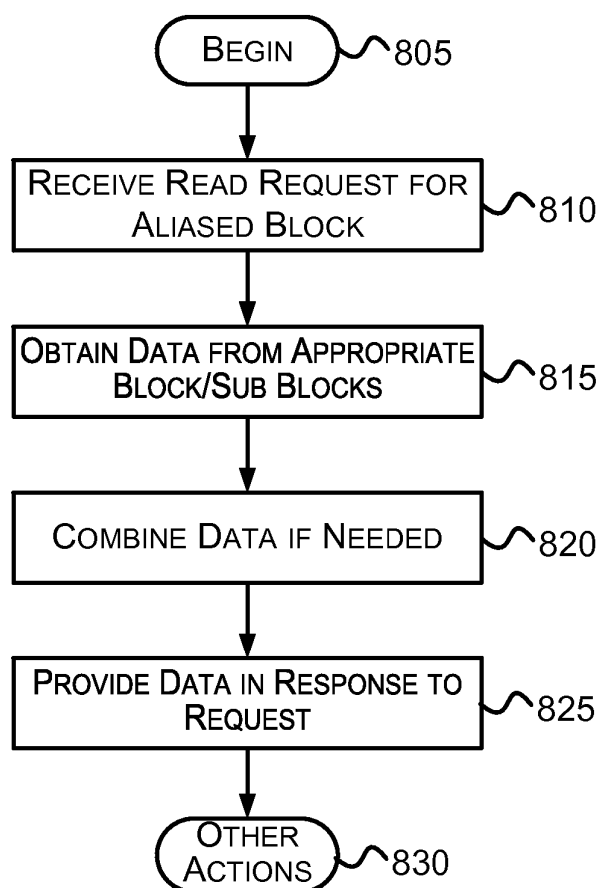 BEGIN
805
RECEIVE READ REQUEST FOR
ALIASED BLOCK
810
OBTAIN DATA FROM APPROPRIATE
BLOCK/SUB BLOCKS
815
COMBINE DATA IF NEEDED
820
PROVIDE DATA IN RESPONSE TO
REQUEST
825
OTHER
ACTIONS
830